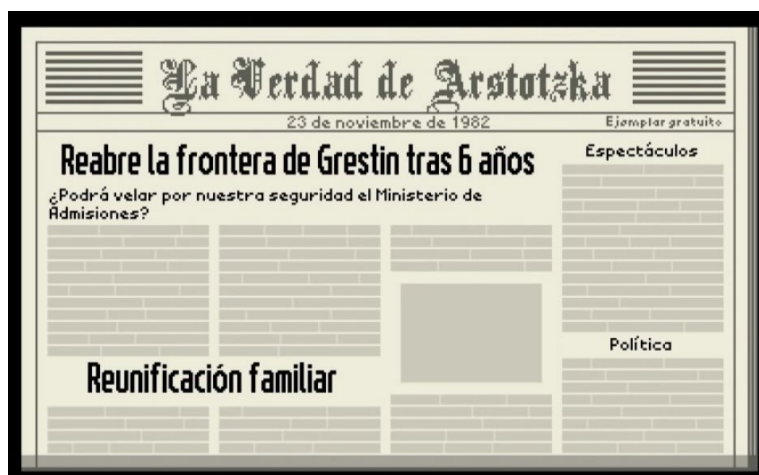 La Verdad de Arstotzka
23 de noviembre de 1982
Ejemplar gratuito
Reabre la frontera de Grestin tras 6 años
¿Podrá velar por nuestra seguridad el Ministerio de
Admisiones?
Espectáculos
Política
Reunificación familiar